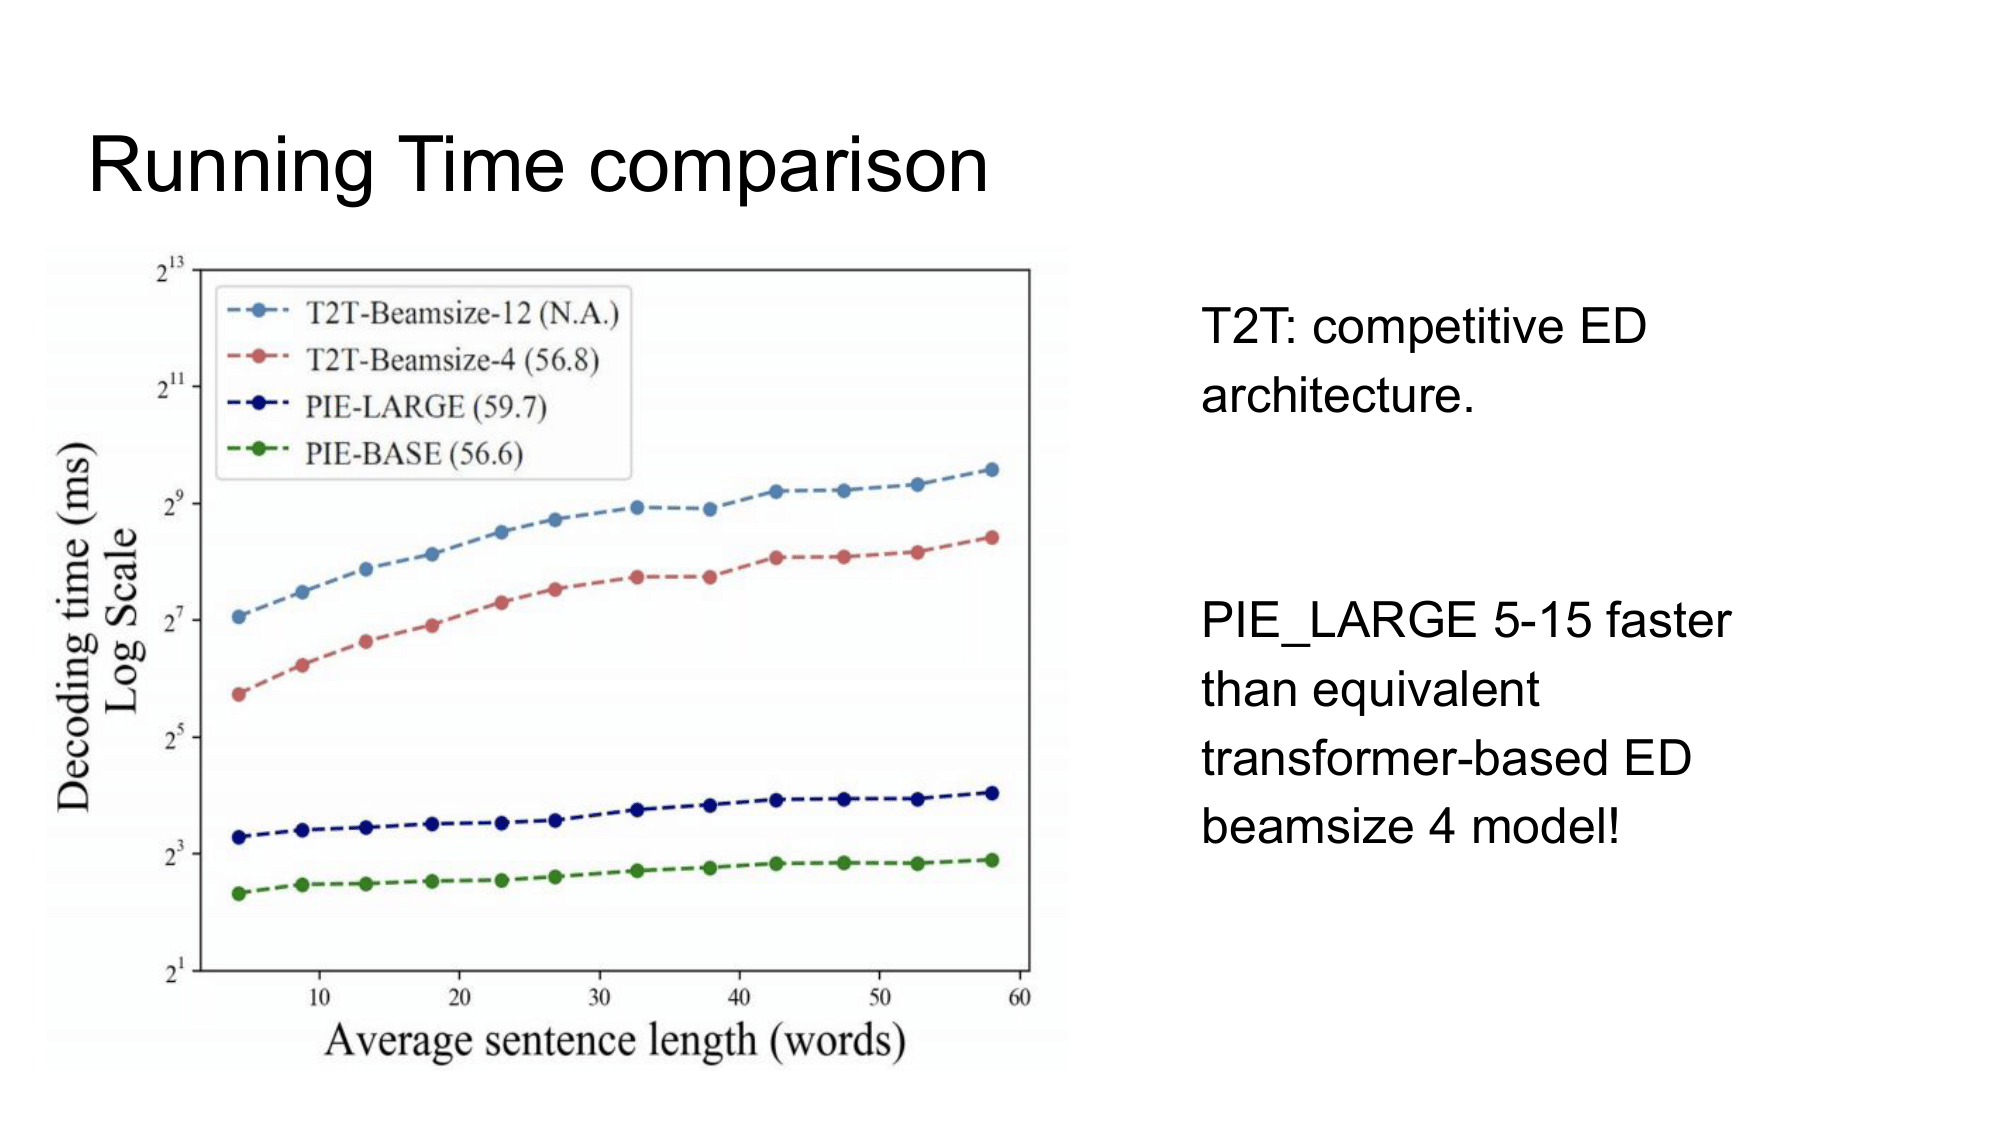 Running Time comparison
2^13
2^11
2^9
2^7
2^5
2^3
2^1
Decoding time (ms)
Log Scale
T2T-Beamsize-12 (N.A.)
T2T-Beamsize-4 (56.8)
PIE-LARGE (59.7)
PIE-BASE (56.6)
10 20 30 40 50 60
Average sentence length (words)
T2T: competitive ED
architecture.
PIE_LARGE 5-15 faster
than equivalent
transformer-based ED
beamsize 4 model!